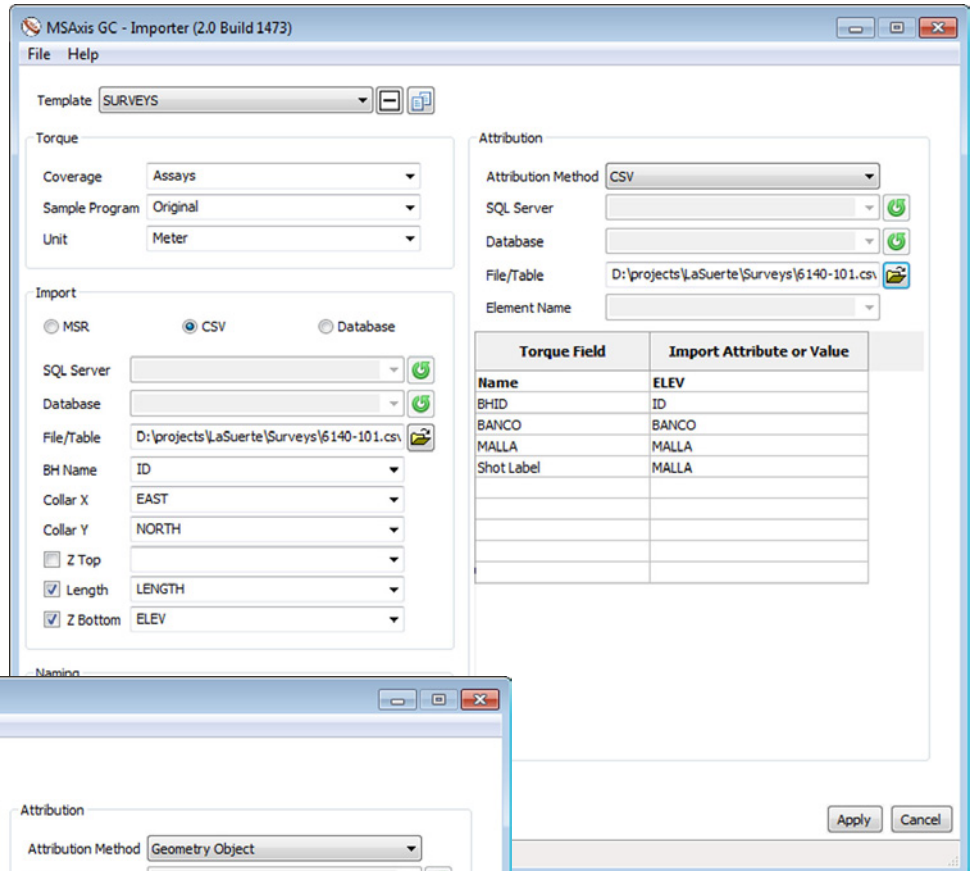 MSAxis GC - Importer (2.0 Build 1473)
File Help
Template SURVEYS
Torque
Coverage Assays
Sample Program Original
Unit Meter
Import
MSR CSV Database
SQL Server
Database
File/Table D:\projects\LaSuerte\Surveys\6140-101.csv
BH Name ID
Collar X EAST
Collar Y NORTH
Z Top
Length LENGTH
Z Bottom ELEV
Naming
Attribution
Attribution Method CSV
SQL Server
Database
File/Table D:\projects\LaSuerte\Surveys\6140-101.csv
Element Name
Torque Field Import Attribute or Value
Name ELEV
BHID ID
BANCO BANCO
MALLA MALLA
Shot Label MALLA
Apply Cancel
Attribution
Attribution Method Geometry Object